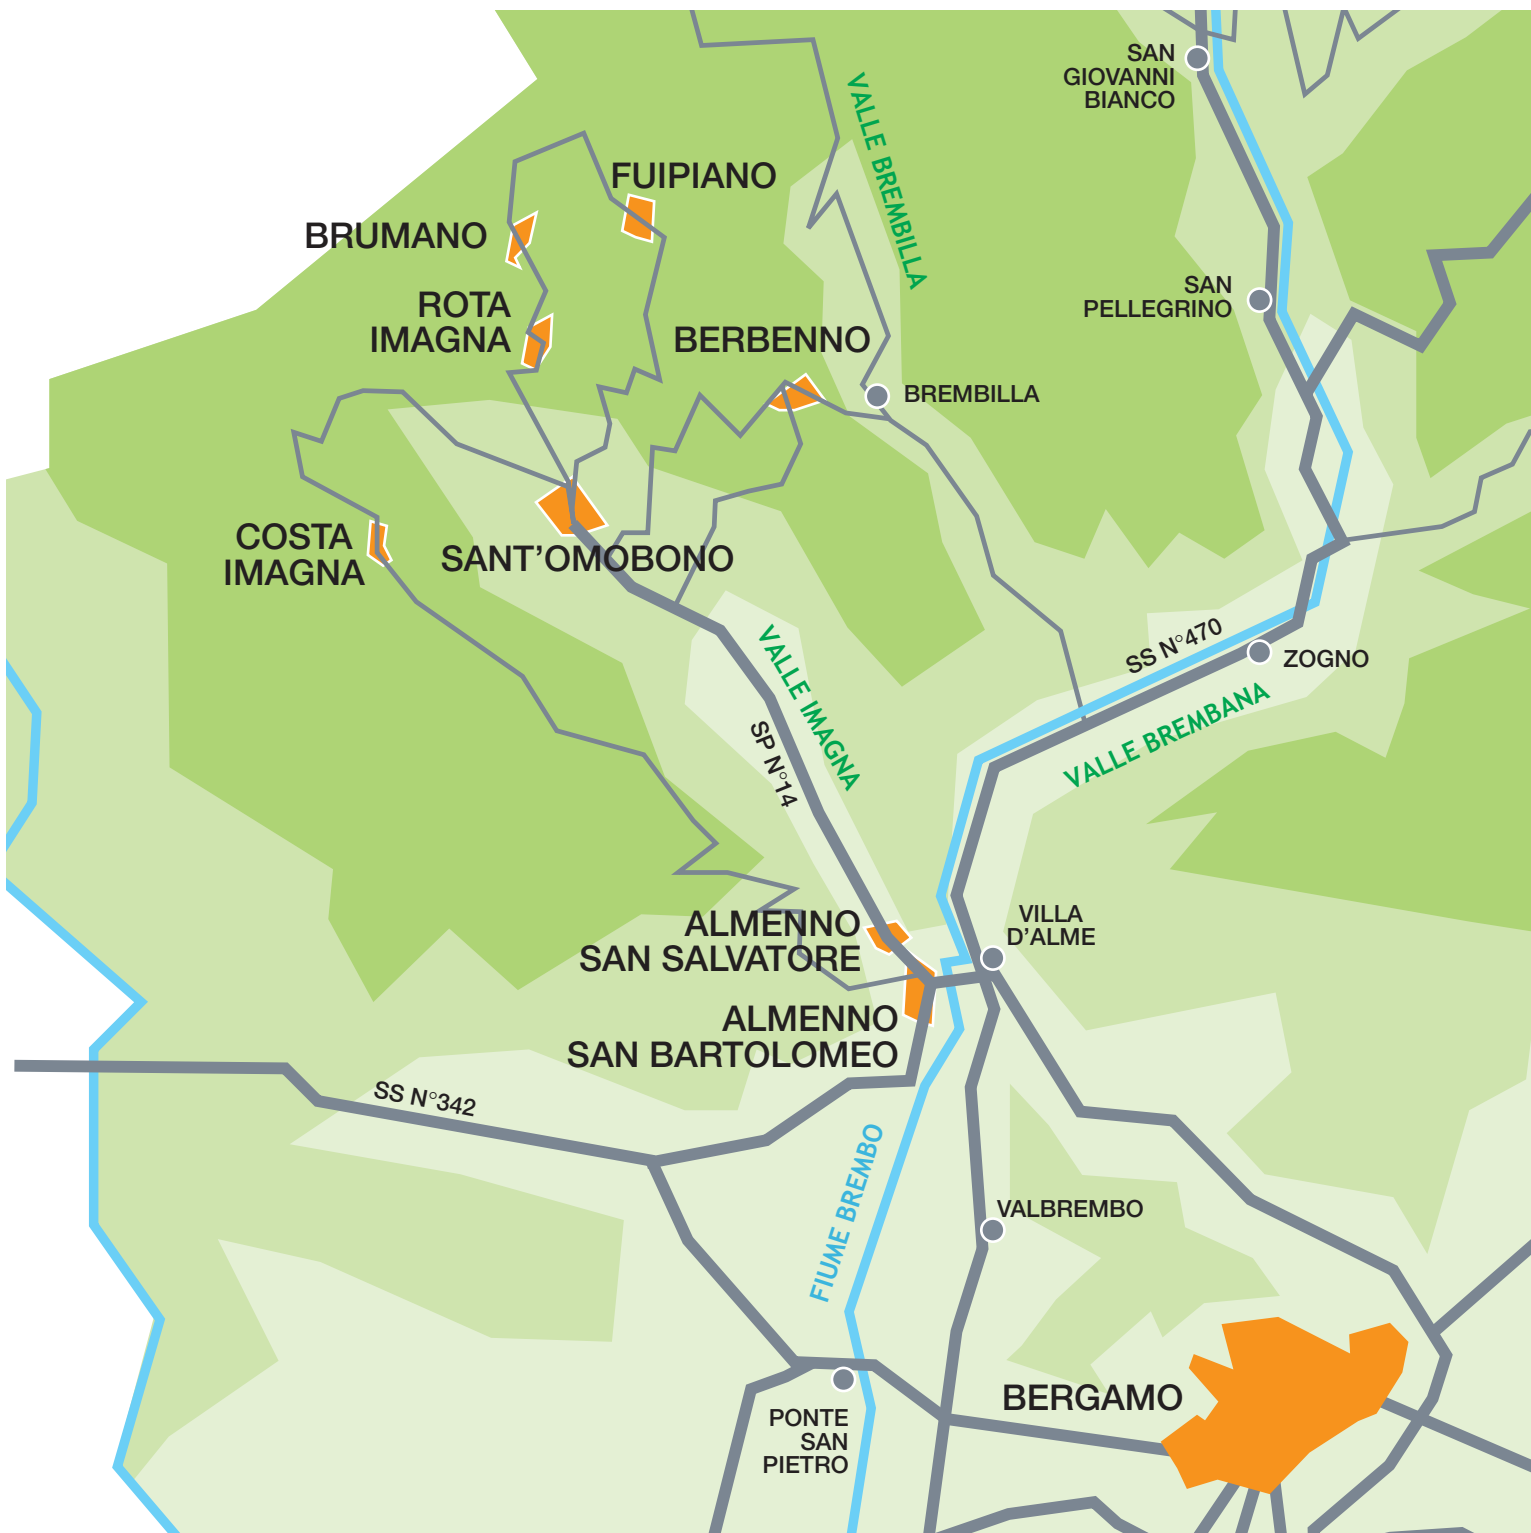 SAN
GIOVANNI
BIANCO
VALLE BREMBILLA
FUIPIANO
BRUMANO
ROTA
IMAGNA
SAN
PELLEGRINO
BERBENNO
BREMBILLA
COSTA
IMAGNA
SANT'OMOBONO
VALLE IMAGNA
SP N°14
SS N°470
ZOGNO
VALLE BREMBANA
ALMENNO
SAN SALVATORE
VILLA
D'ALME
ALMENNO
SAN BARTOLOMEO
SS N°342
FIUME BREMBO
VALBREMBO
BERGAMO
PONTE
SAN
PIETRO